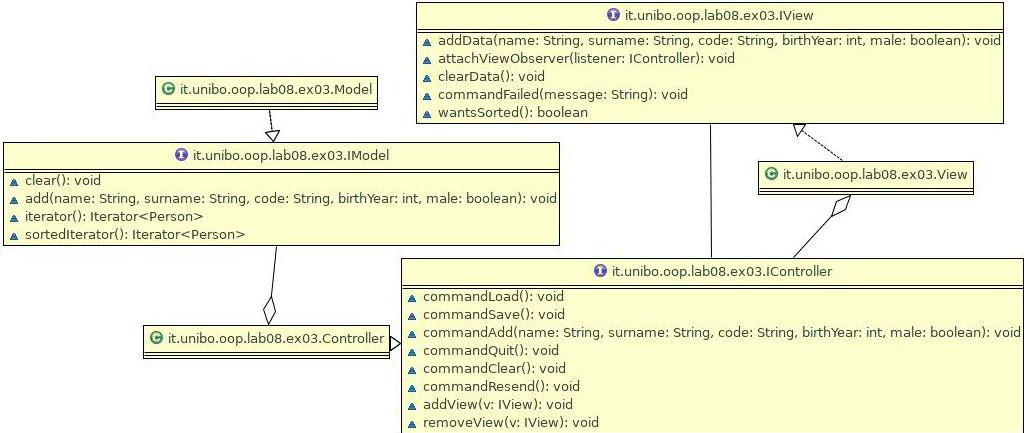 it.unibo.oop.lab08.ex03.IView
addData(name: String, surname: String, code: String, birthYear: int, male: boolean): void
attachViewObserver(listener: IController): void
clearData(): void
commandFailed(message: String): void
wantsSorted(): boolean
it.unibo.oop.lab08.ex03.Model
it.unibo.oop.lab08.ex03.IModel
clear(): void
add(name: String, surname: String, code: String, birthYear: int, male: boolean): void
iterator(): Iterator<Person>
sortedIterator(): Iterator<Person>
it.unibo.oop.lab08.ex03.View
it.unibo.oop.lab08.ex03.IController
commandLoad(): void
commandSave(): void
commandAdd(name: String, surname: String, code: String, birthYear: int, male: boolean): void
commandQuit(): void
commandClear(): void
commandResend(): void
addView(v: IView): void
removeView(v: IView): void
it.unibo.oop.lab08.ex03.Controller